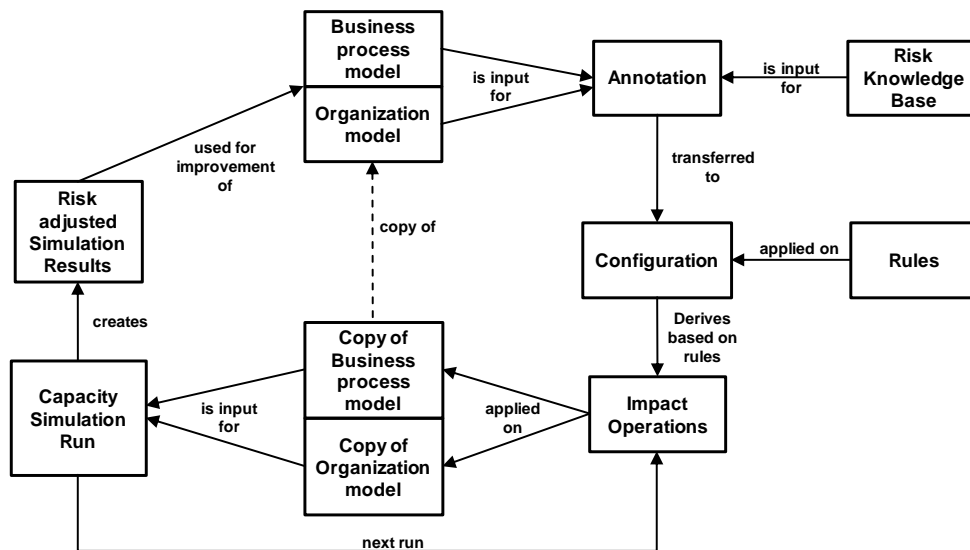 Business
process
model
Organization
model
is input
for
Annotation
is input
for
Risk
Knowledge
Base
used for
improvement
of
transferred
to
Risk
adjusted
Simulation
Results
copy of
Configuration
applied on
Rules
creates
Derives
based on
rules
Copy of
Business
process
model
Copy of
Organization
model
Capacity
Simulation
Run
is input
for
applied
on
Impact
Operations
next run